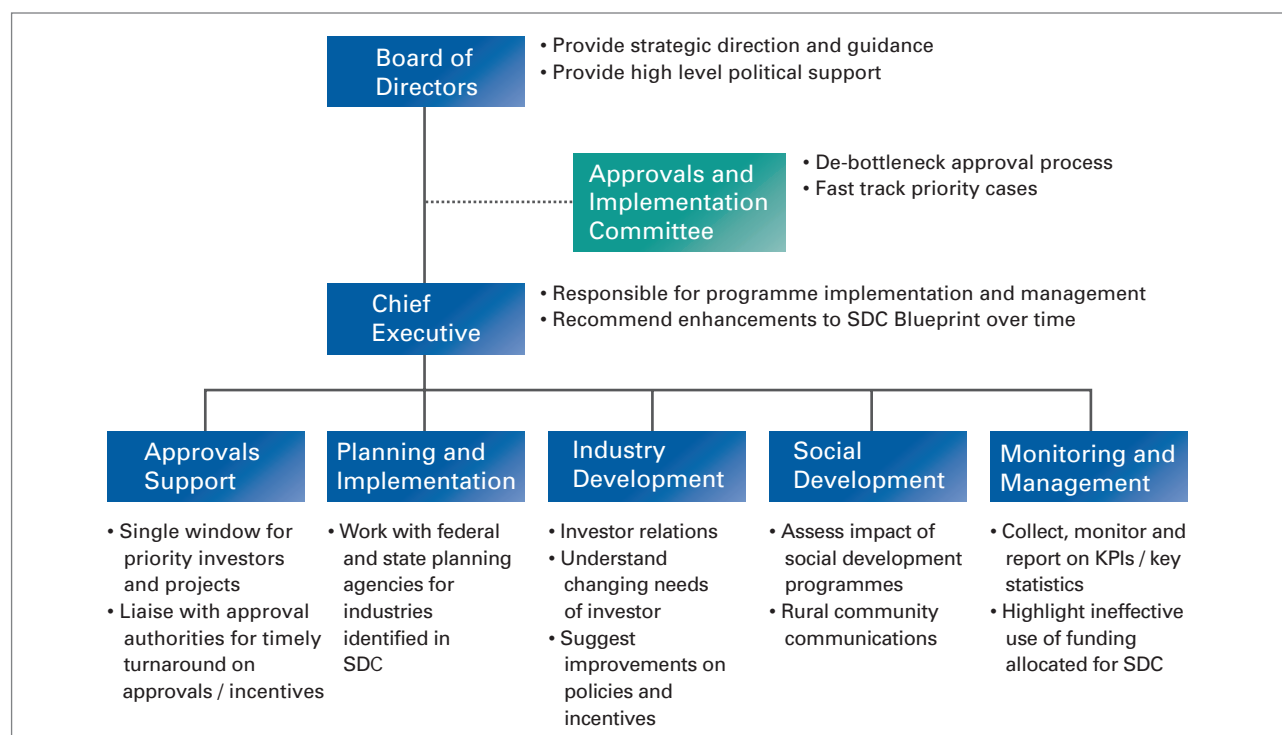 Board of
Directors
• Provide strategic direction and guidance
• Provide high level political support
Approvals and
Implementation
Committee
• De-bottleneck approval process
• Fast track priority cases
Chief
Executive
• Responsible for programme implementation and management
• Recommend enhancements to SDC Blueprint over time
Approvals
Support
• Single window for
priority investors
and projects
• Liaise with approval
authorities for timely
turnaround on
approvals / incentives
Planning and
Implementation
• Work with federal
and state planning
agencies for
industries
identified in
SDC
Industry
Development
• Investor relations
• Understand
changing needs
of investor
• Suggest
improvements on
policies and
incentives
Social
Development
• Assess impact of
social development
programmes
• Rural community
communications
Monitoring and
Management
• Collect, monitor and
report on KPIs / key
statistics
• Highlight ineffective
use of funding
allocated for SDC